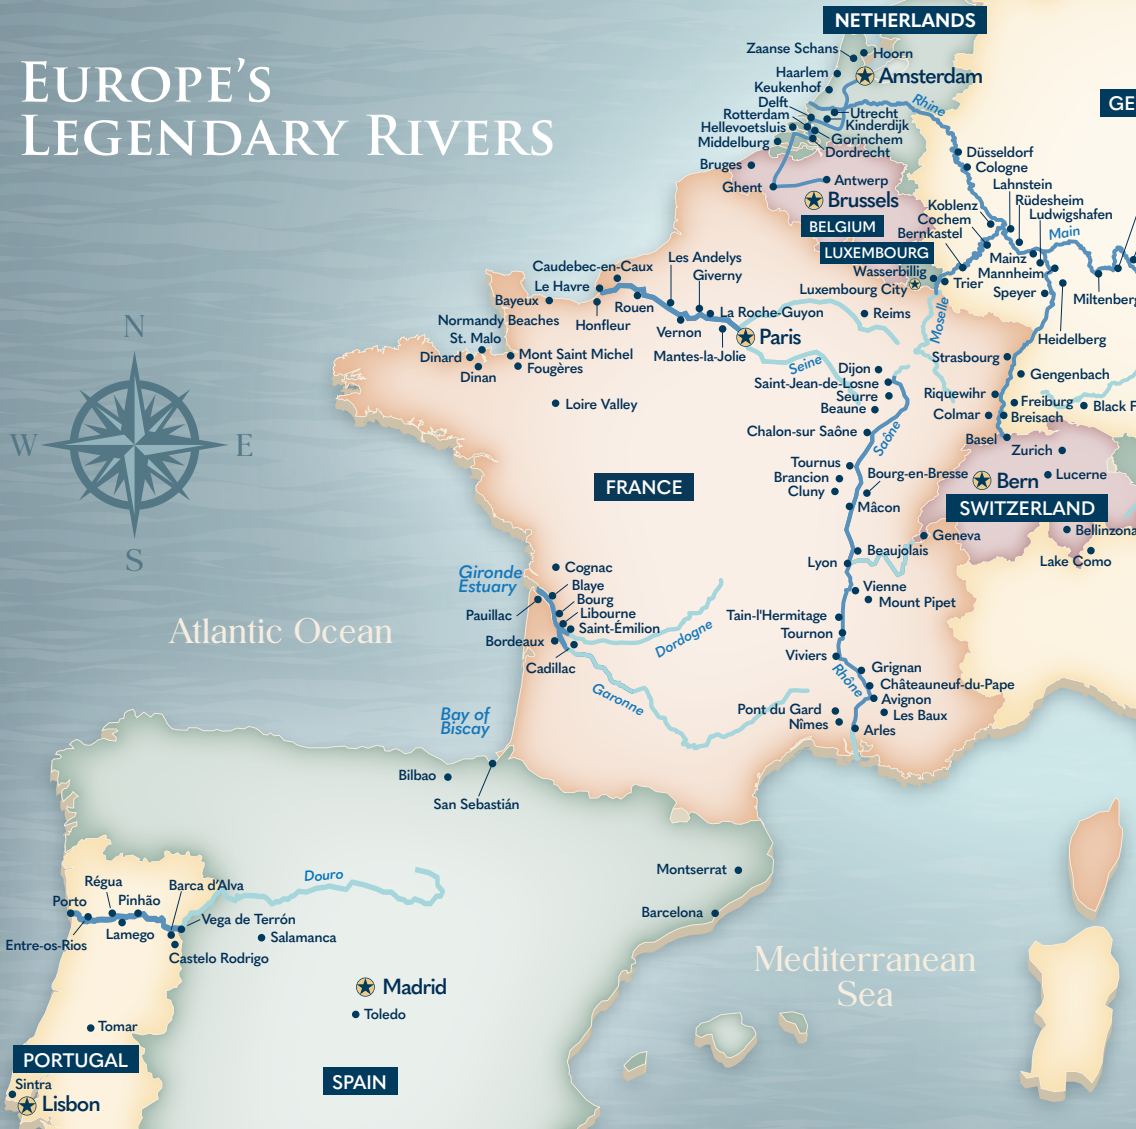 EUROPE'S
LEGENDARY RIVERS
NETHERLANDS
Zaanse Schans
Hoorn
Haarlem
Amsterdam
Keukenhof
Delft
Rhine
Rotterdam
Utrecht
Hellevoetsluis
Kinderdijk
Middelburg
Gorinchem
Dordrecht
Bruges
Ghent
Antwerp
Brussels
BELGIUM
LUXEMBOURG
GE
Düsseldorf
Cologne
Lahnstein
Rüdesheim
Koblenz
Ludwigshafen
Cochem
Bernkastel
Main
Mainz
Wasserbillig
Mannheim
Trier
Luxembourg City
Speyer
Miltenberg
Moselle
Heidelberg
Les Andelys
Caudebec-en-Caux
Giverny
Le Havre
Bayeux
Rouen
La Roche-Guyon
Reims
Normandy Beaches
Honfleur
Vernon
Paris
St. Malo
Mantes-la-Jolie
Dinard
Mont Saint Michel
Fougères
Dinan
Seine
Strasbourg
Dijon
Gengenbach
Saint-Jean-de-Losne
Seurre
Riquewihr
Freiburg
Beaune
Black F
Loire Valley
Colmar
Breisach
Chalon-sur Saône
Saône
Basel
Zurich
Tournus
Bourg-en-Bresse
Lucerne
Brancion
Bern
Cluny
FRANCE
Mâcon
SWITZERLAND
Bellinzona
Geneva
Beaujolais
Lake Como
Lyon
N
W
E
S
Gironde
Estuary
Cognac
Blaye
Bourg
Pauillac
Libourne
Saint-Émilion
Bordeaux
Cadillac
Dordogne
Garonne
Vienne
Mount Pipet
Tain-l'Hermitage
Tournon
Viviers
Rhône
Grignan
Châteauneuf-du-Pape
Avignon
Pont du Gard
Les Baux
Nîmes
Arles
Atlantic Ocean
Bay of
Biscay
Bilbao
San Sebastián
Montserrat
Barcelona
Douro
Régua
Barca d'Alva
Porto
Pinhão
Vega de Terrón
Lamego
Entre-os-Rios
Salamanca
Castelo Rodrigo
Madrid
Toledo
Tomar
PORTUGAL
SPAIN
Sintra
Lisbon
Mediterranean
Sea